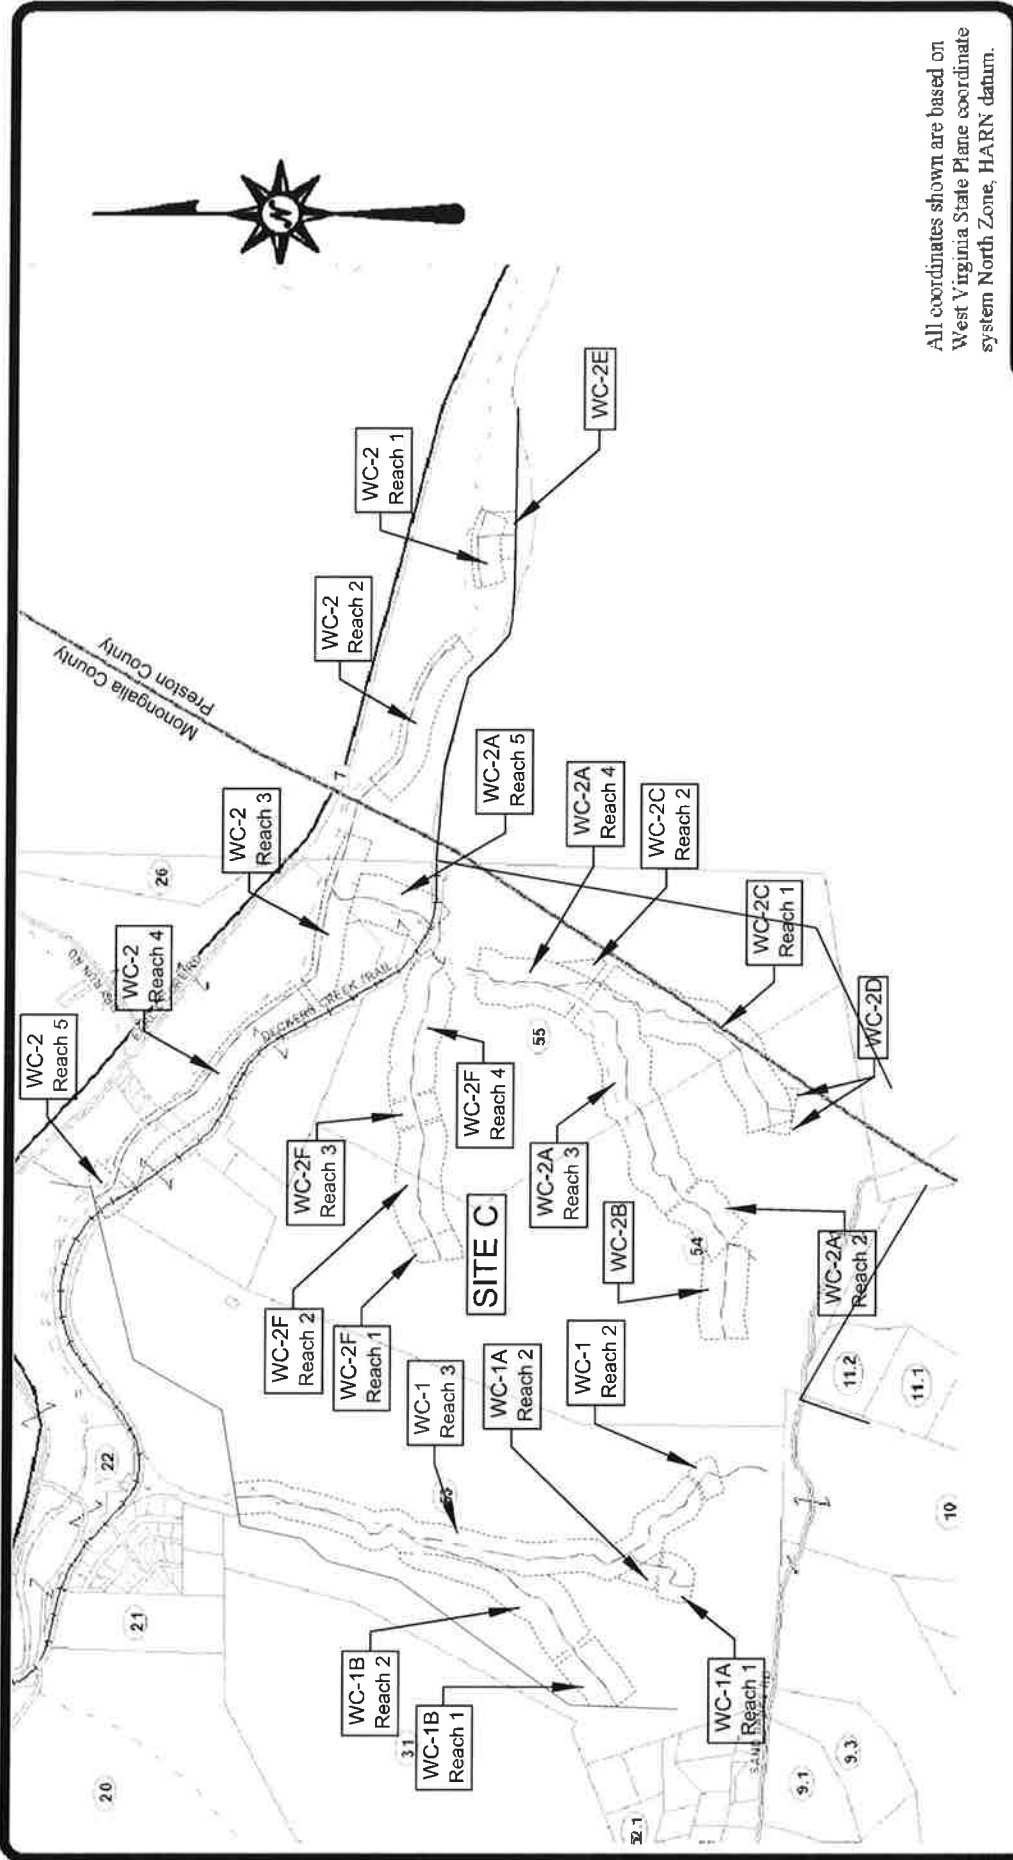 20
21
22
26
31
52.1
9.1
9.3
10
11.1
11.2
54
55
Monongalia County
Preston County
DECKERS CREEK TRAIL
N
WC-2
Reach 5
WC-2
Reach 4
WC-2
Reach 3
WC-2
Reach 2
WC-2
Reach 1
WC-2E
WC-2A
Reach 5
WC-2A
Reach 4
WC-2C
Reach 2
WC-2C
Reach 1
WC-2D
WC-2F
Reach 4
WC-2F
Reach 3
WC-2F
Reach 2
WC-2F
Reach 1
SITE C
WC-2A
Reach 3
WC-2B
WC-2A
Reach 2
WC-1
Reach 3
WC-1A
Reach 2
WC-1
Reach 2
WC-1B
Reach 2
WC-1B
Reach 1
WC-1A
Reach 1
All coordinates shown are based on
West Virginia State Plane coordinate
system North Zone, HARN datum.